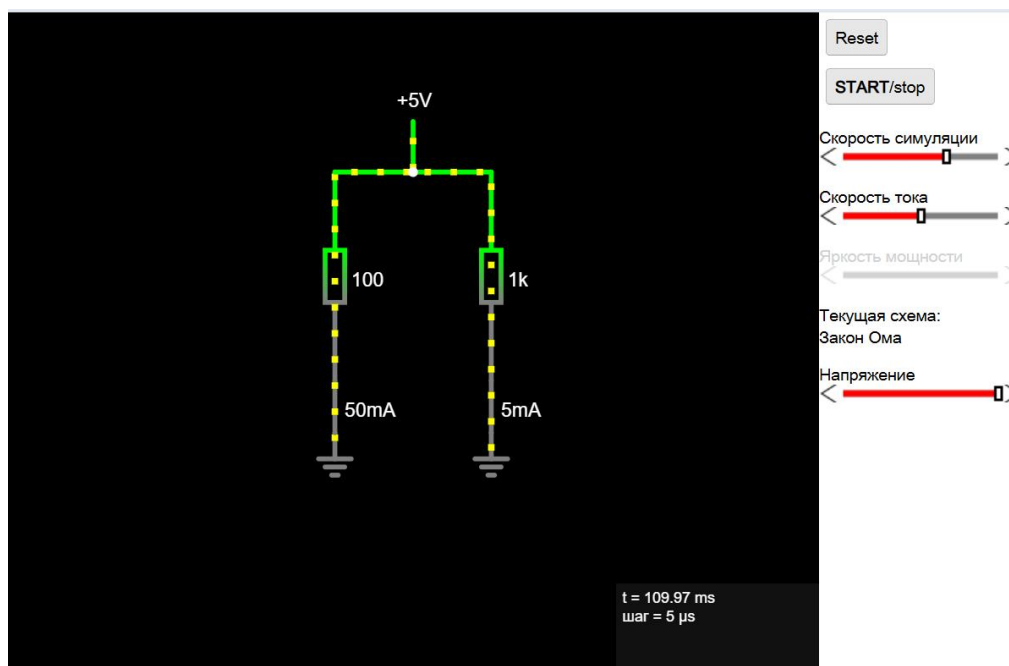 Reset
START/stop
+5V
Скорость симуляции
Скорость тока
Яркость мощности
100
1k
Текущая схема:
Закон Ома
Напряжение
50mA
5mA
t = 109.97 ms
шаг = 5 μs